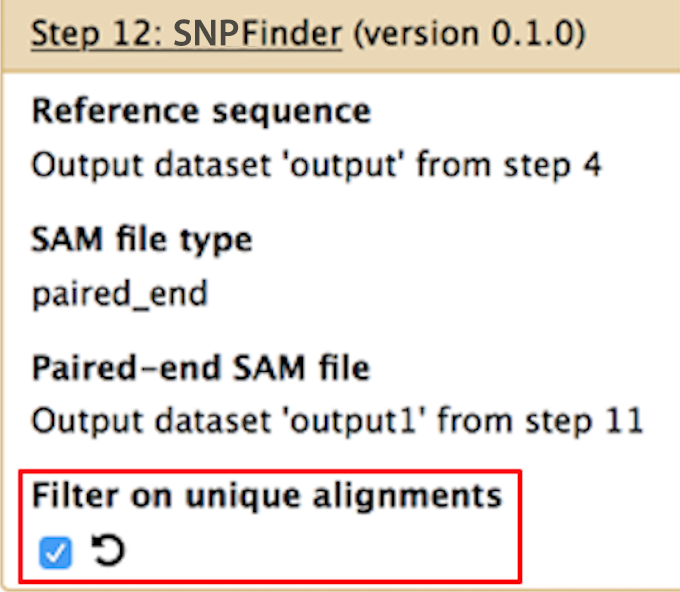 Step 12: SNPFinder (version 0.1.0)
Reference sequence
Output dataset 'output' from step 4
SAM file type
paired_end
Paired-end SAM file
Output dataset 'output1' from step 11
Filter on unique alignments